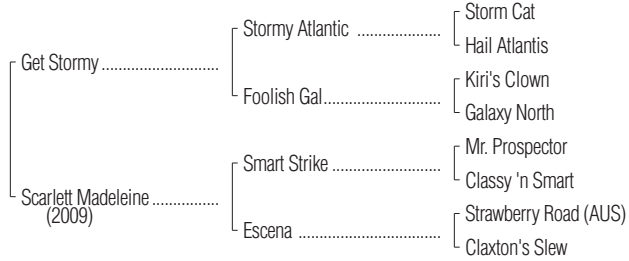 Storm Cat
Stormy Atlantic ..................
Hail Atlantis
Get Stormy .........................
Kiri's Clown
Foolish Gal.........................
Galaxy North
Mr. Prospector
Smart Strike .......................
Classy 'n Smart
Scarlett Madeleine ..............
(2009)
Strawberry Road (AUS)
Escena ..............................
Claxton's Slew